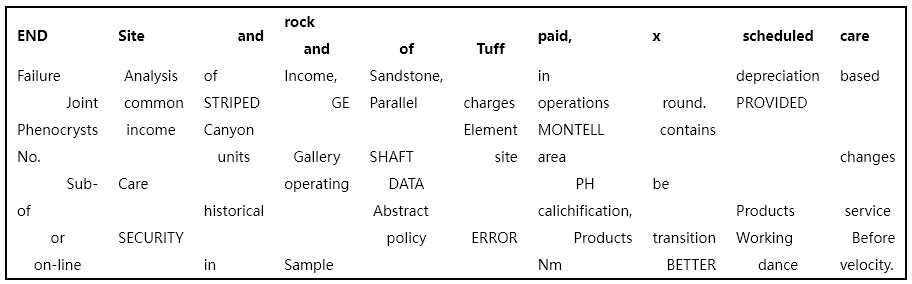 END Site and rock and of Tuff paid, x scheduled care
Failure Analysis of Income, Sandstone, in depreciation based
Joint common STRIPED GE Parallel charges operations round. PROVIDED
Phenocrysts income Canyon Element MONTELL contains
No. units Gallery SHAFT site area changes
Sub- Care operating DATA PH be
of historical Abstract calichification, Products service
or SECURITY policy ERROR Products transition Working Before
on-line in Sample Nm BETTER dance velocity.